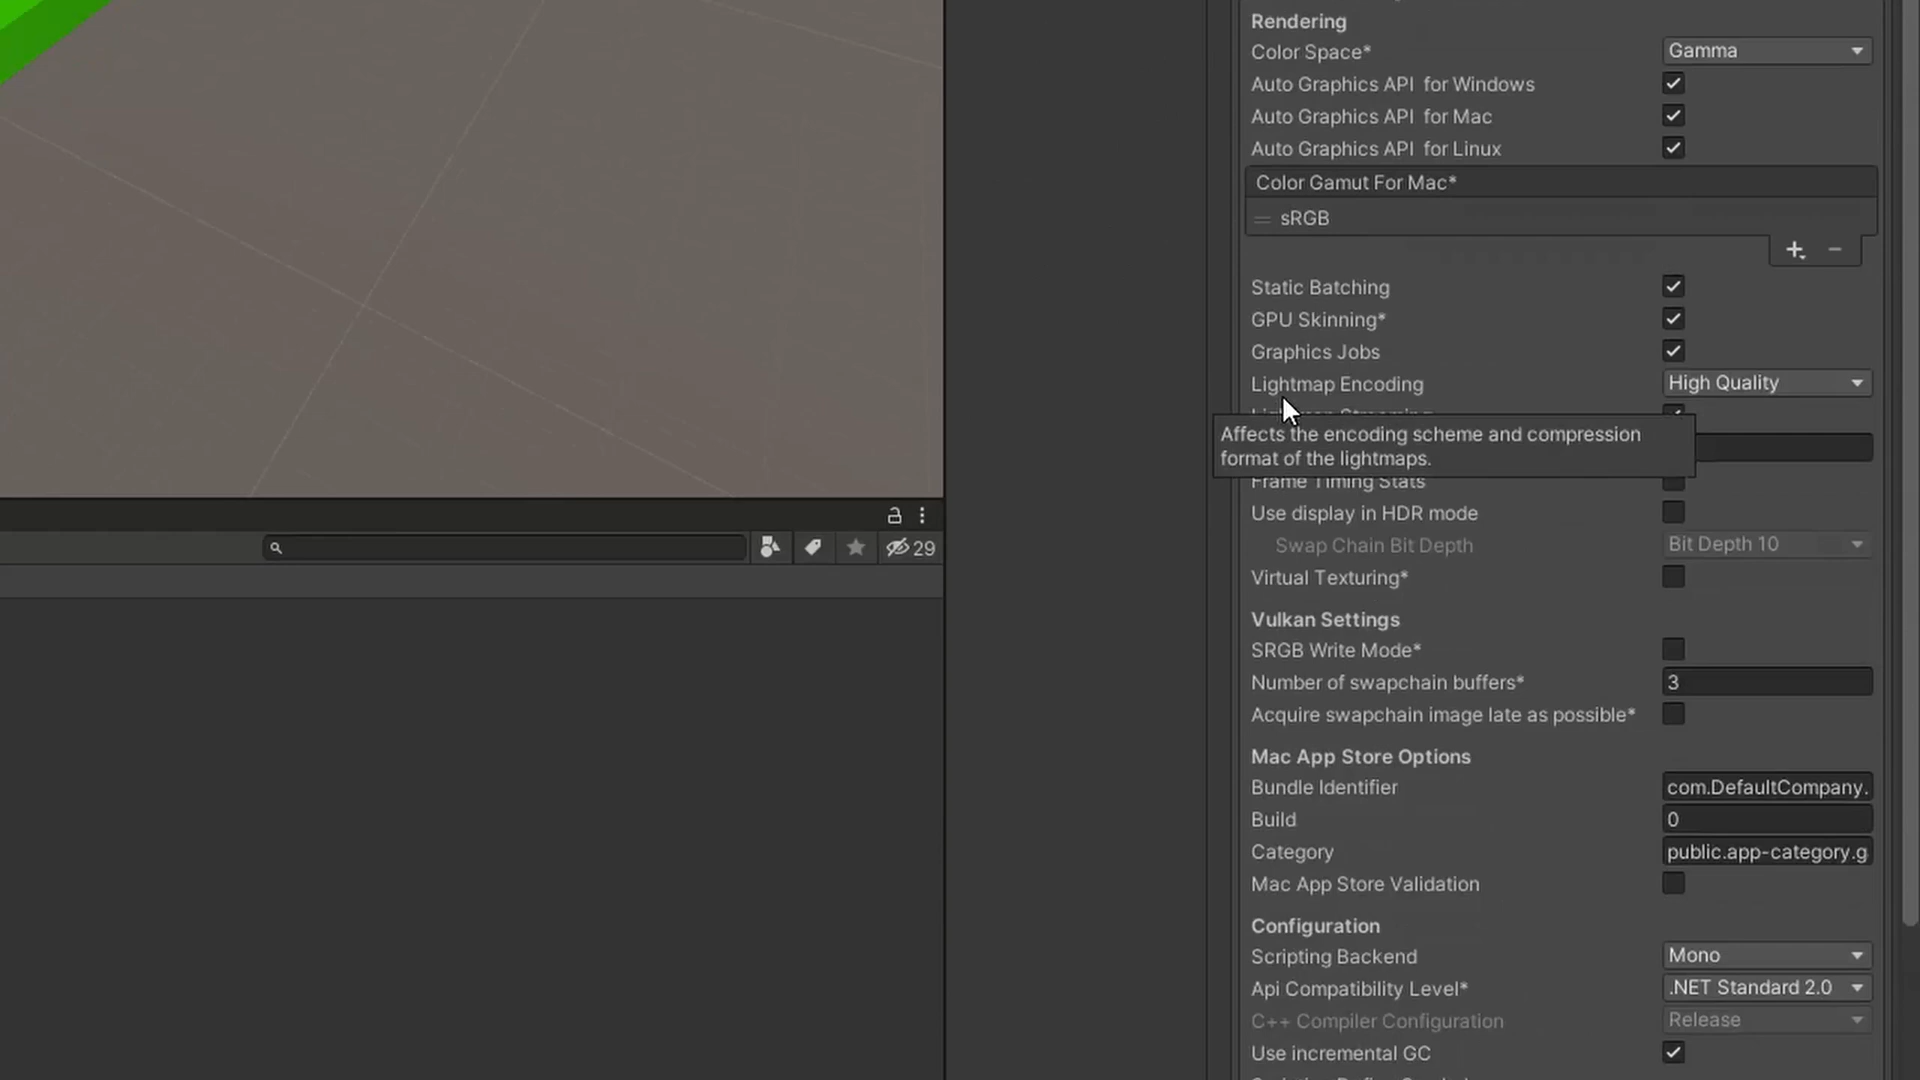 Rendering
Color Space* Gamma
Auto Graphics API for Windows
Auto Graphics API for Mac
Auto Graphics API for Linux
Color Gamut For Mac*
sRGB
Static Batching
GPU Skinning*
Graphics Jobs
Lightmap Encoding High Quality
Affects the encoding scheme and compression
format of the lightmaps.
Frame Timing Stats
Use display in HDR mode
29
Swap Chain Bit Depth Bit Depth 10
Virtual Texturing*
Vulkan Settings
SRGB Write Mode*
Number of swapchain buffers* 3
Acquire swapchain image late as possible*
Mac App Store Options
Bundle Identifier com.DefaultCompany.
Build 0
Category public.app-category.g
Mac App Store Validation
Configuration
Scripting Backend Mono
Api Compatibility Level* .NET Standard 2.0
C++ Compiler Configuration Release
Use incremental GC